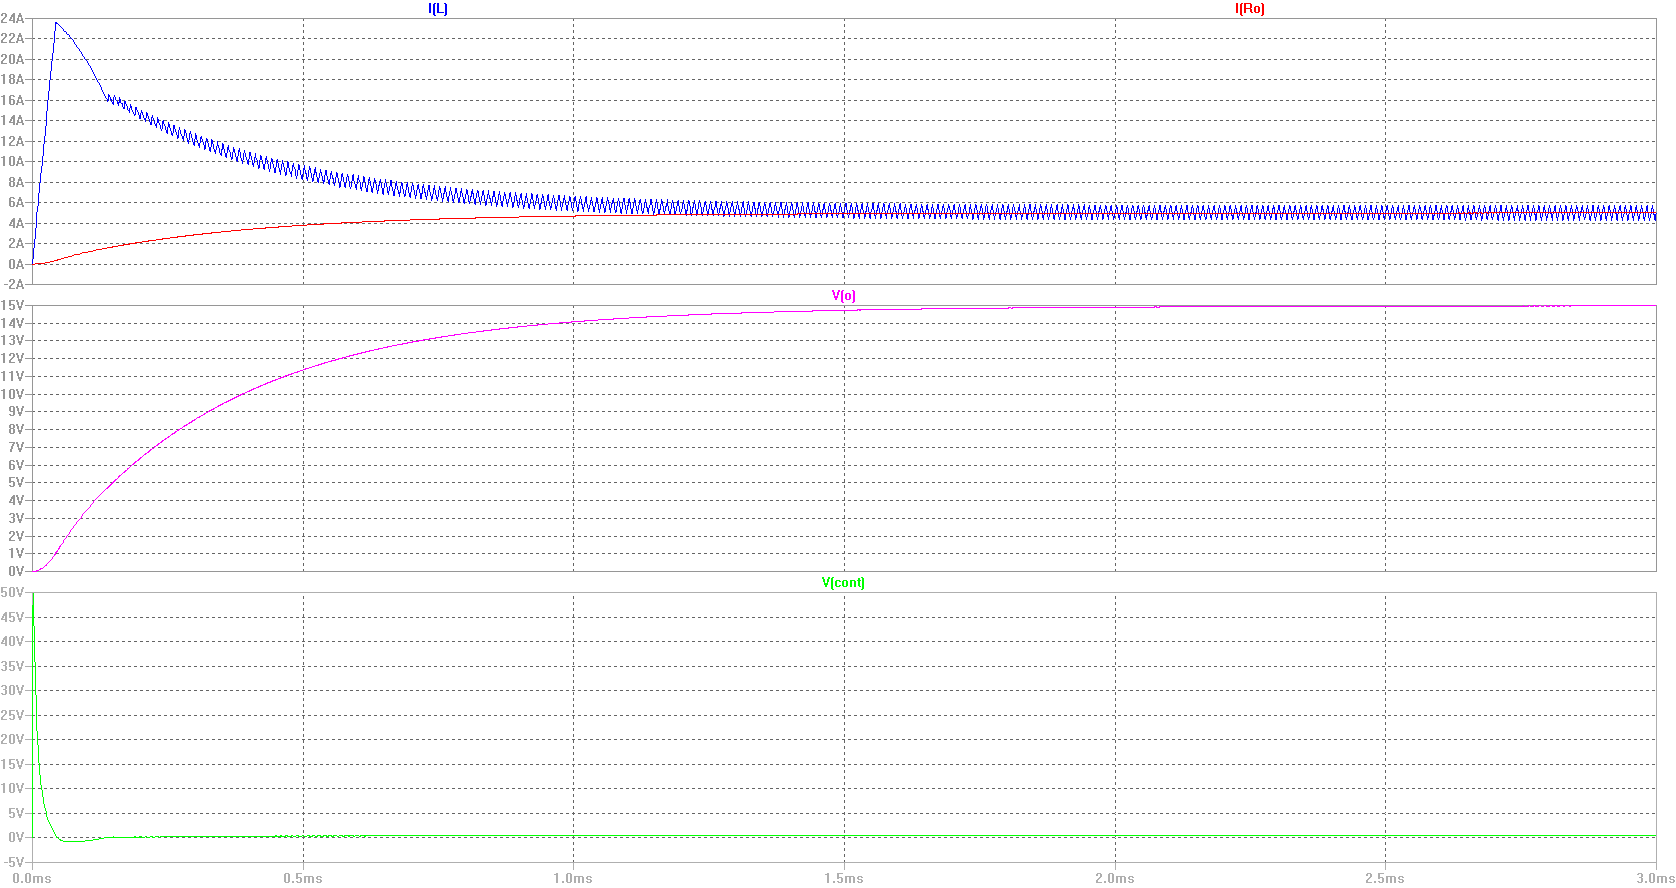 I(L) I(Ro)
24A
22A
20A
18A
16A
14A
12A
10A
8A
6A
4A
2A
0A
-2A
V(o)
15V
14V
13V
12V
11V
10V
9V
8V
7V
6V
5V
4V
3V
2V
1V
0V
V(cont)
50V
45V
40V
35V
30V
25V
20V
15V
10V
5V
0V
-5V
0.0ms 0.5ms 1.0ms 1.5ms 2.0ms 2.5ms 3.0ms